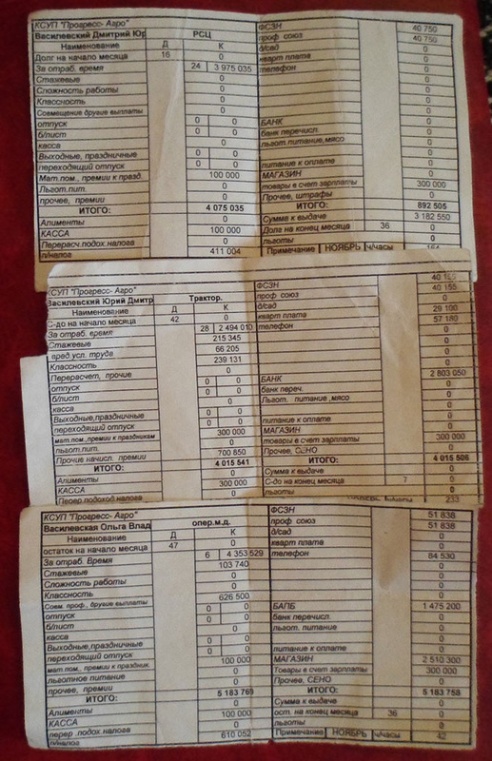 КСУП "Прогресс- Агро"
Василевский Дмитрий Юр РСЦ
Наименование Д К
Долг на начало месяца 16 0
За отраб. время 24 3 975 035
Стажевые 0
Сложность работы 0
Классность 0
Совмещение другие выплаты 0
отпуск 0 0
б/лист 0 0
касса 0
Выходные, праздничные 0 0
переходящий отпуск 0 0
Мат.пом., премии к празд. 100 000
Льгот.пит. 0
прочее, премии 0
ИТОГО: 4 075 035
Алименты 0
КАССА 100 000
Перерасч.подох.налога 0
п/налог 411 004
ФСЗН 40 750
проф союз 40 750
д/сад 0
кварт плата 0
телефон 0
БАНК 0
банк перечисл. 0
льгот.питание,мясо 0
питание к оплате 0
МАГАЗИН 0
товары в счет зарплаты 300 000
Прочие, штрафы 0
ИТОГО: 892 505
Сумма к выдаче 3 182 550
Долг на конец месяца 36 0
льготы 0
Примечание НОЯБРЬ ч/часы
КСУП "Прогресс- Агро"
Василевский Юрий Дмитр Трактор.
Наименование Д К
С-до на начало месяца 42 0
За отраб. время 28 2 494 010
Стажевые 215 345
вред.усл. труда 66 205
Классность 239 131
Перерасчет, прочие 0
отпуск 0 0
б/лист 0 0
касса 0
Выходные,праздничные 0 0
переходящий отпуск 0 0
мат.пом.,премии к праздникам 300 000
льгот.пит. 0
Прочие начисл. премии 700 850
ИТОГО: 4 015 541
Алименты 0
КАССА 300 000
Перер.подоход.налога 0
ФСЗН
проф союз 40 155
д/сад 0
кварт плата 29 100
телефон 57 180
БАНК 2 803 050
банк переч. 0
Льгот. питание ,мясо 0
питание к оплате 0
МАГАЗИН 0
товары в счет зарплаты 300 000
Прочее, СЕНО 0
ИТОГО: 4 015 506
Сумма к выдаче 0
С-до на конец месяца 7 0
льготы 0
233
КСУП "Прогресс- Агро"
Василевская Ольга Влад опер.м.д.
Наименование Д К
остаток на начало месяца 47 0
За отраб. Время 6 4 353 529
Стажевые 103 740
Сложность работы 0
Классность 0
Совм. проф., другие выплаты 626 500
отпуск 0 0
б/лист 0 0
касса 0
Выходные,праздничные 0 0
переходящий отпуск 0 0
мат пом., премии к праздник. 100 000
льготное питание 0
прочее, премии 0
ИТОГО: 5 183 769
Алименты 0
КАССА 100 000
перер .подох.налога 0
п/налог 610 052
ФСЗН 51 838
проф союз 51 838
д/сад 0
кварт плата 0
телефон 84 530
БАПБ 1 475 200
банк перечисл. 0
льгот. питание 0
питание к оплате 0
МАГАЗИН 2 510 300
Товары в счет зарплаты 300 000
Прочее, СЕНО 0
ИТОГО: 5 183 758
Сумма к выдаче 0
ост. на конец месяца 36 0
льготы 0
Примечание НОЯБРЬ ч/часы 42